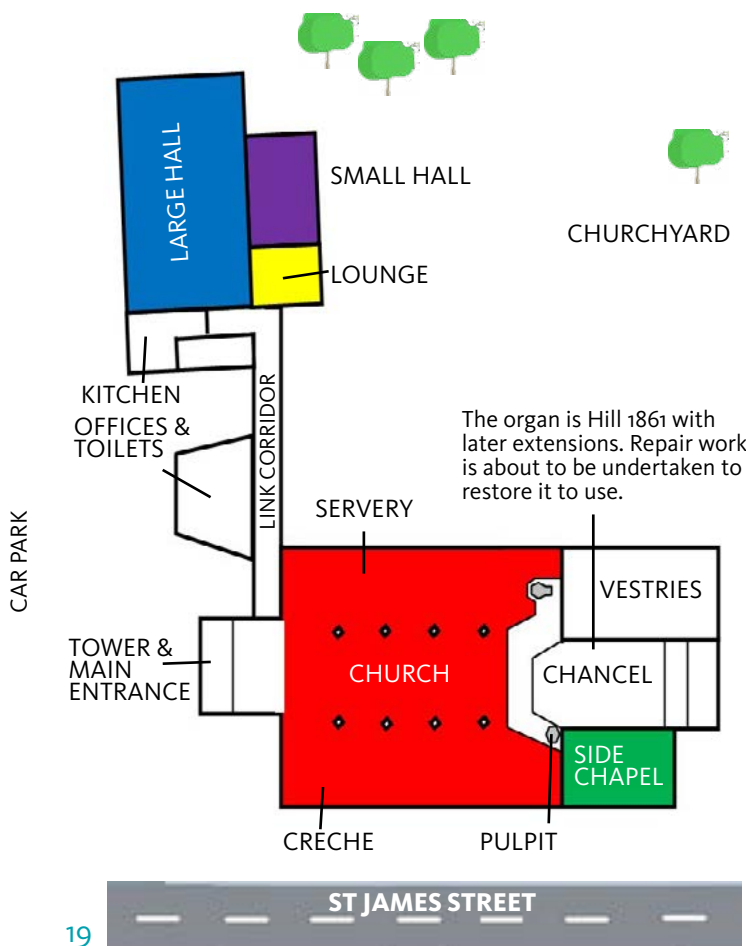 LARGE HALL
SMALL HALL
CHURCHYARD
LOUNGE
KITCHEN
OFFICES &
TOILETS
LINK CORRIDOR
The organ is Hill 1861 with
later extensions. Repair work
is about to be undertaken to
restore it to use.
CAR PARK
SERVERY
VESTRIES
TOWER &
MAIN
ENTRANCE
CHURCH
CHANCEL
SIDE
CHAPEL
CRECHE
PULPIT
ST JAMES STREET
19